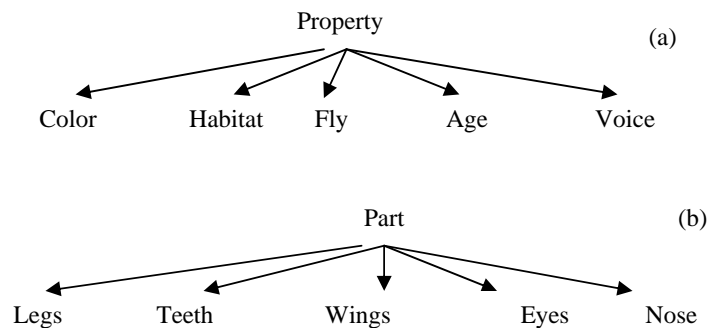 Property
(a)
Color Habitat Fly Age Voice
Part (b)
Legs Teeth Wings Eyes Nose